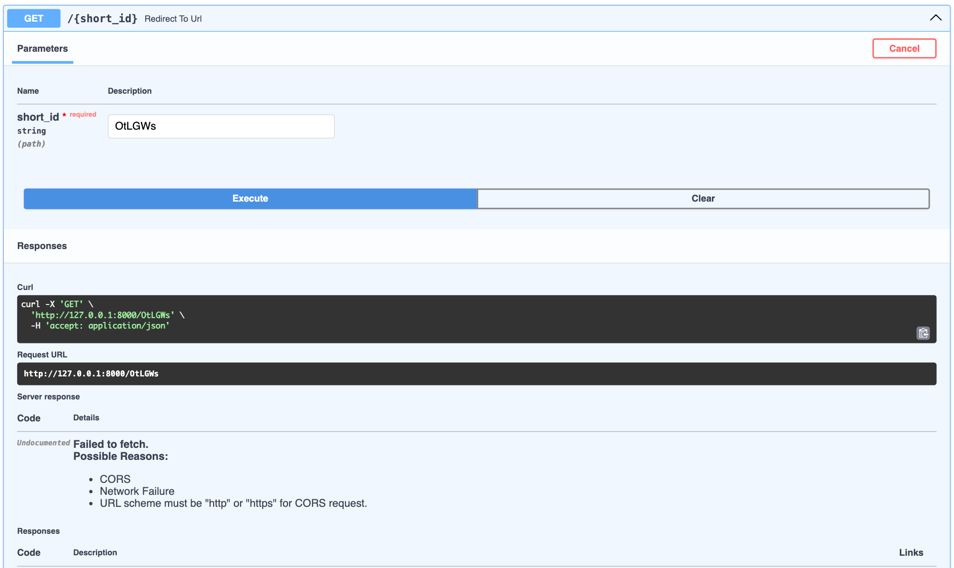 GET /{short_id} Redirect To Url
Parameters
Cancel
Name Description
short_id * required
string
(path)
OtLGWs
Execute Clear
Responses
Curl
curl -X 'GET' \
'http://127.0.0.1:8000/OtLGWs' \
-H 'accept: application/json'
Request URL
http://127.0.0.1:8000/OtLGWs
Server response
Code Details
Undocumented Failed to fetch.
Possible Reasons:
• CORS
• Network Failure
• URL scheme must be "http" or "https" for CORS request.
Responses
Code Description Links